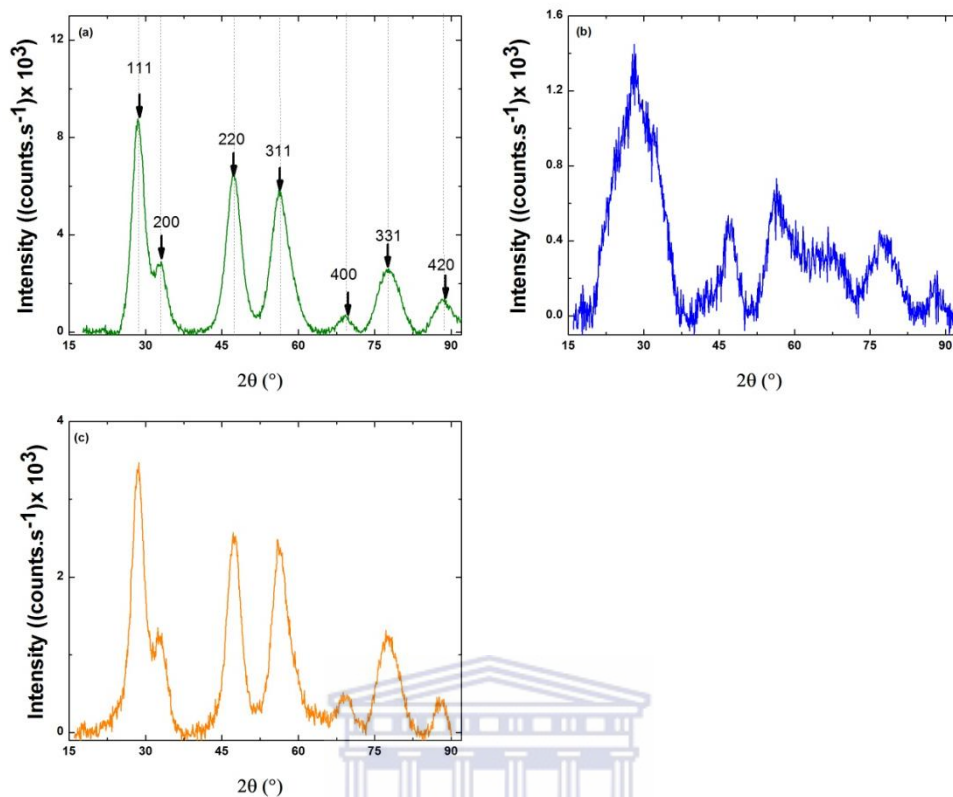 (a)
Intensity ((counts.s⁻¹)x 10³)
12
8
4
0
111
200
220
311
400
331
420
15 30 45 60 75 90
2θ (°)
(b)
Intensity ((counts.s⁻¹)x 10³)
1.6
1.2
0.8
0.4
0.0
15 30 45 60 75 90
2θ (°)
(c)
Intensity ((counts.s⁻¹)x 10³)
4
2
0
15 30 45 60 75 90
2θ (°)